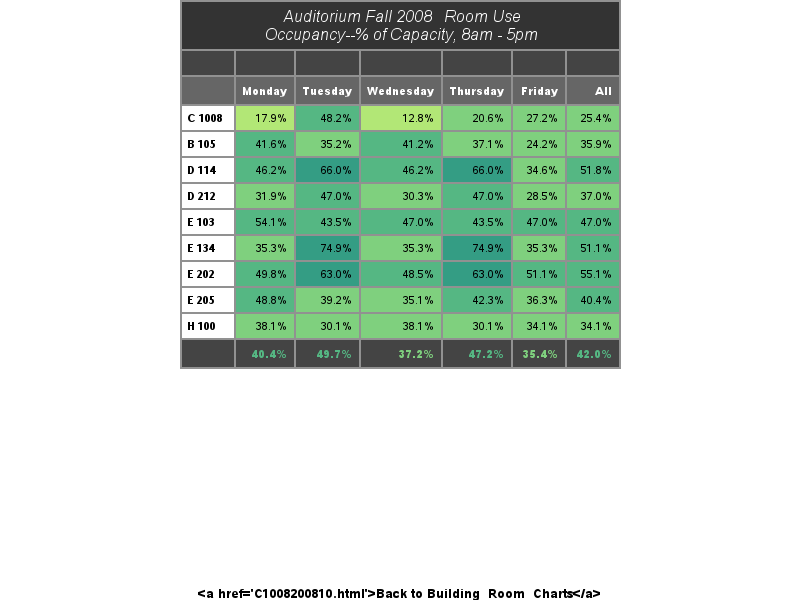 Auditorium Fall 2008 Room Use
Occupancy--% of Capacity, 8am - 5pm
Monday Tuesday Wednesday Thursday Friday All
C 1008 17.9% 48.2% 12.8% 20.6% 27.2% 25.4%
B 105 41.6% 35.2% 41.2% 37.1% 24.2% 35.9%
D 114 46.2% 66.0% 46.2% 66.0% 34.6% 51.8%
D 212 31.9% 47.0% 30.3% 47.0% 28.5% 37.0%
E 103 54.1% 43.5% 47.0% 43.5% 47.0% 47.0%
E 134 35.3% 74.9% 35.3% 74.9% 35.3% 51.1%
E 202 49.8% 63.0% 48.5% 63.0% 51.1% 55.1%
E 205 48.8% 39.2% 35.1% 42.3% 36.3% 40.4%
H 100 38.1% 30.1% 38.1% 30.1% 34.1% 34.1%
40.4% 49.7% 37.2% 47.2% 35.4% 42.0%
<a href='C1008200810.html'>Back to Building Room Charts</a>